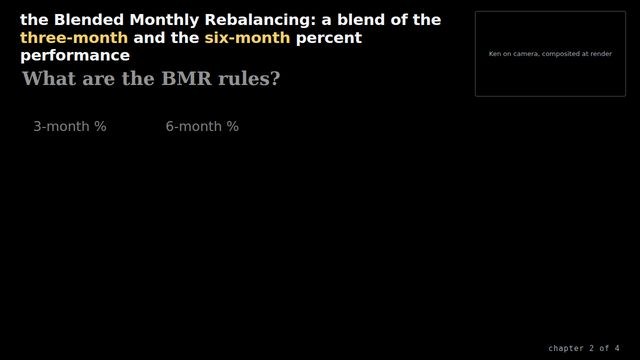 the Blended Monthly Rebalancing: a blend of the
three-month and the six-month percent
performance
What are the BMR rules?
Ken on camera, composited at render
3-month % 6-month %
chapter 2 of 4